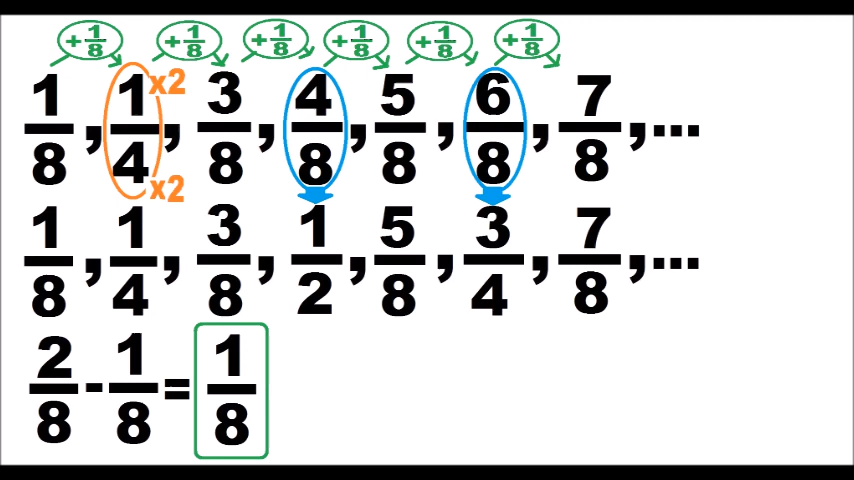 +1/8 +1/8 +1/8 +1/8 +1/8 +1/8
1/8 , 1/4 x2 x2 , 3/8 , 4/8 , 5/8 , 6/8 , 7/8 ,...
1/8 , 1/4 , 3/8 , 1/2 , 5/8 , 3/4 , 7/8 ,...
2/8 - 1/8 = 1/8